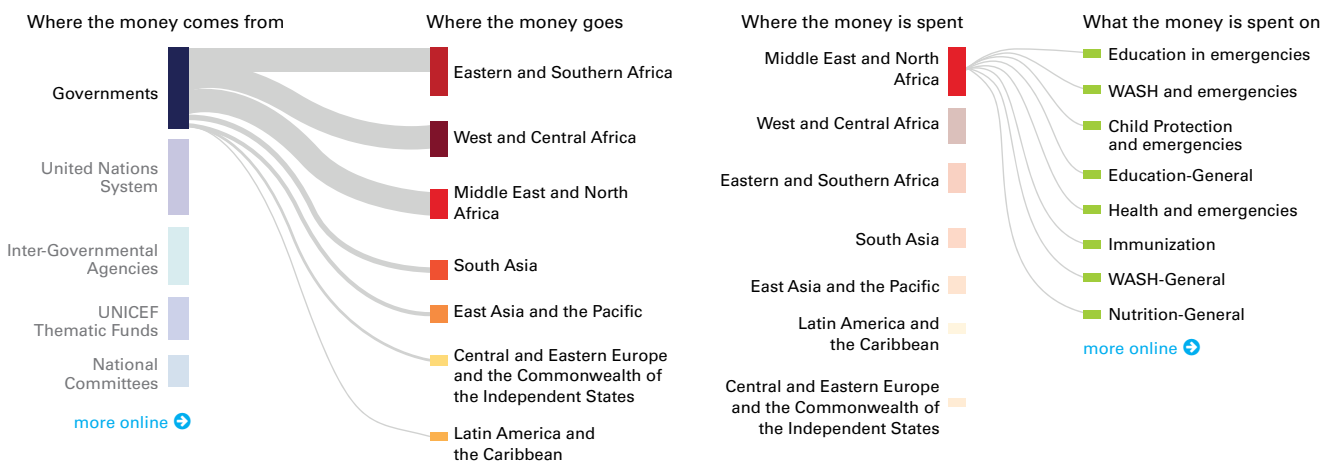 Where the money comes from
Governments
United Nations
System
Inter-Governmental
Agencies
UNICEF
Thematic Funds
National
Committees
more online
Where the money goes
Eastern and Southern Africa
West and Central Africa
Middle East and North
Africa
South Asia
East Asia and the Pacific
Central and Eastern Europe
and the Commonwealth of
the Independent States
Latin America and
the Caribbean
Where the money is spent
Middle East and North
Africa
West and Central Africa
Eastern and Southern Africa
South Asia
East Asia and the Pacific
Latin America and
the Caribbean
Central and Eastern Europe
and the Commonwealth of
the Independent States
What the money is spent on
Education in emergencies
WASH and emergencies
Child Protection
and emergencies
Education-General
Health and emergencies
Immunization
WASH-General
Nutrition-General
more online